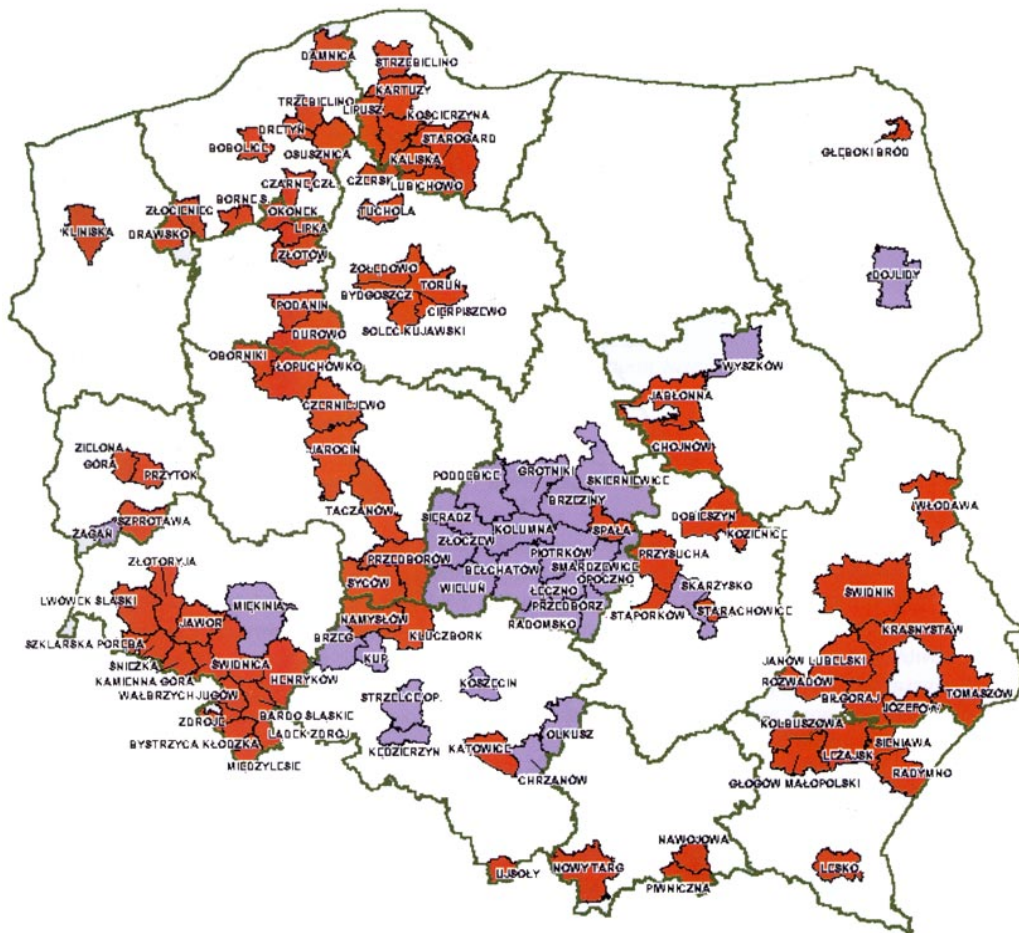 DAMNICA
STRZEBIELINO
KARTUZY
TRZEBIELINO
LIPUSZ
KOŚCIERZYNA
DRETYŃ
STAROGARD
BOBOLICE
OSUSZNICA
KALISKA
GŁĘBOKI BRÓD
CZARNE CZŁ.
CZERSK
LUBICHOWO
BORNE S.
ZŁOCIENIEC
OKONEK
TUCHOLA
KLINISKA
DRAWSKO
LIPKA
ZŁOTÓW
ŻOŁĘDOWO
TORUŃ
DOJLIDY
BYDGOSZCZ
PODANIN
CIERPISZEWO
SOLEC KUJAWSKI
DUROWO
OBORNIKI
ŁOPUCHÓWKO
WYSZKÓW
JABŁONNA
CZERNIEJEWO
CHOJNÓW
JAROCIN
ZIELONA
GÓRA
PRZYTOK
PODDĘBICE
GROTNIKI
SKIERNIEWICE
BRZEZINY
TACZANÓW
SIERADZ
WŁODAWA
SZPROTAWA
KOLUMNA
SPAŁA
DOBIESZYN
ŻAGAŃ
ZŁOCZEW
PIOTRKÓW
KOZIENICE
PRZEDBORÓW
PRZYSUCHA
ZŁOTORYJA
BEŁCHATÓW
SMARDZEWICE
OPOCZNO
SYCÓW
WIELUŃ
ŁĘCZNO
SKARŻYSKO
LWÓWEK ŚLĄSKI
MIĘKINIA
PRZEDBÓRZ
STARACHOWICE
ŚWIDNIK
STĄPORKÓW
JAWOR
NAMYSŁÓW
RADOMSKO
KRASNYSTAW
BRZEG
KLUCZBORK
SZKLARSKA PORĘBA
ŚNIEŻKA
ŚWIDNICA
KUP
JANÓW LUBELSKI
KAMIENNA GÓRA
HENRYKÓW
KOSZĘCIN
ROZWADÓW
WAŁBRZYCH
JUGÓW
STRZELCE OP.
BIŁGORAJ
TOMASZÓW
JÓZEFÓW
ZDROJE
BARDO ŚLĄSKIE
OLKUSZ
KOLBUSZOWA
LĄDEK ZDRÓJ
KATOWICE
SIENIAWA
BYSTRZYCA KŁODZKA
KĘDZIERZYN
LEŻAJSK
MIĘDZYLESIE
RADYMNO
CHRZANÓW
GŁOGÓW MAŁOPOLSKI
NAWOJOWA
UJSOŁY
NOWY TARG
LESKO
PIWNICZNA